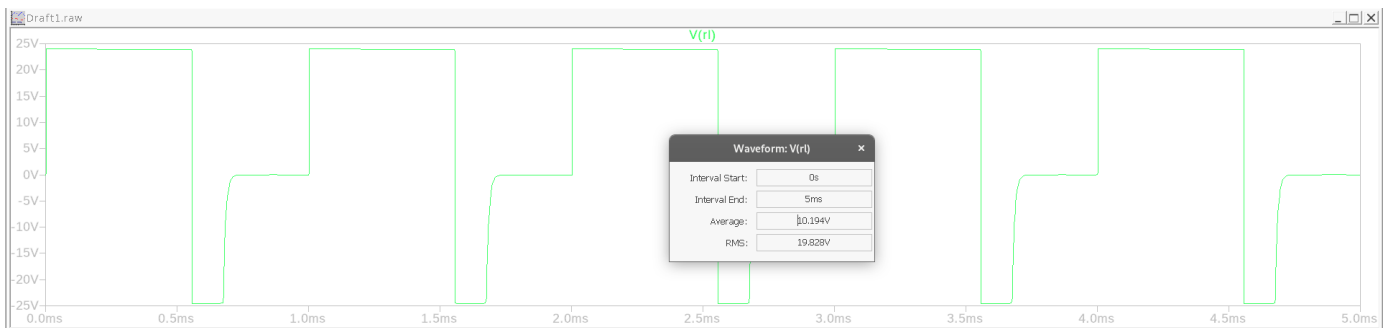 Draft1.raw
V(rl)
25V
20V
15V
10V
5V
0V
-5V
-10V
-15V
-20V
-25V
0.0ms 0.5ms 1.0ms 1.5ms 2.0ms 2.5ms 3.0ms 3.5ms 4.0ms 4.5ms 5.0ms
Waveform: V(rl) ×
Interval Start: 0s
Interval End: 5ms
Average: 10.194V
RMS: 19.828V